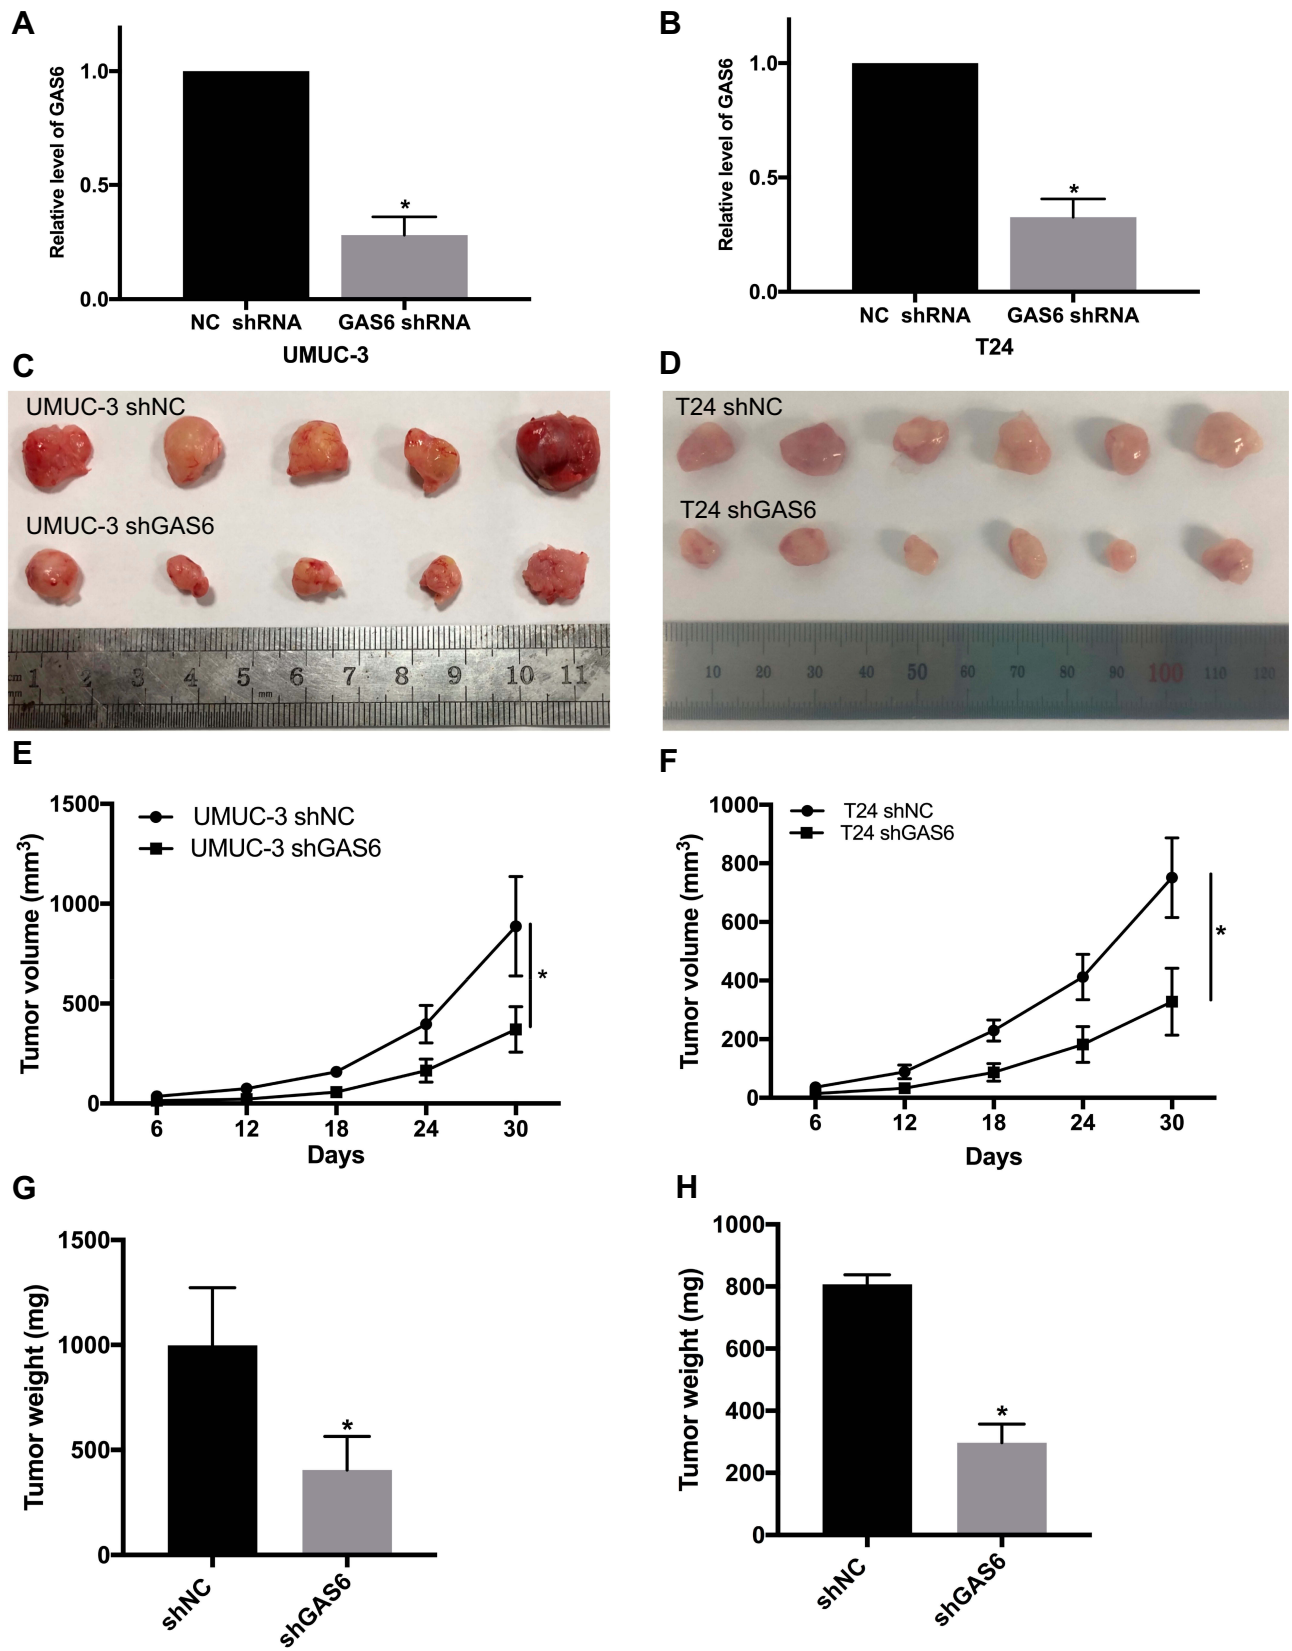 A
Relative level of GAS6
1.0
0.5
0.0
*
NC shRNA
GAS6 shRNA
UMUC-3
B
Relative level of GAS6
1.0
0.5
0.0
*
NC shRNA
GAS6 shRNA
T24
C
UMUC-3 shNC
UMUC-3 shGAS6
cm 1 2 3 4 5 6 7 8 9 10 11
mm mm
D
T24 shNC
T24 shGAS6
10 20 30 40 50 60 70 80 90 100 110 120
E
Tumor volume (mm³)
1500
1000
500
0
UMUC-3 shNC
UMUC-3 shGAS6
*
6 12 18 24 30
Days
F
Tumor volume (mm³)
1000
800
600
400
200
0
T24 shNC
T24 shGAS6
*
6 12 18 24 30
Days
G
Tumor weight (mg)
1500
1000
500
0
*
shNC
shGAS6
H
Tumor weight (mg)
1000
800
600
400
200
0
*
shNC
shGAS6